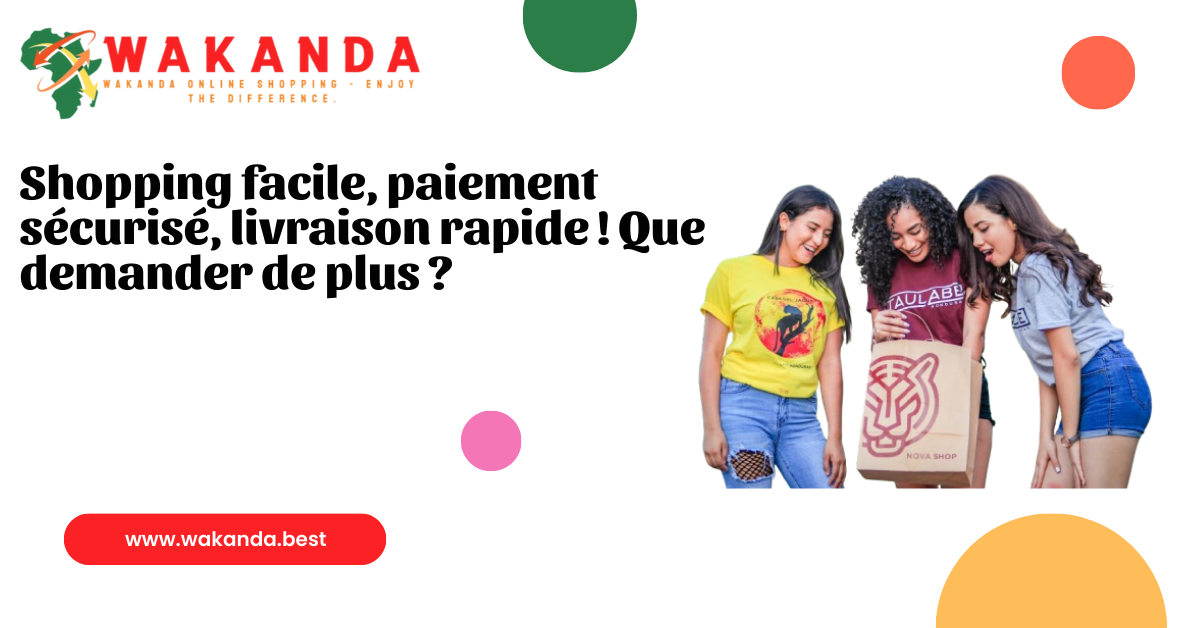 WAKANDA
WAKANDA ONLINE SHOPPING - ENJOY
THE DIFFERENCE.
Shopping facile, paiement
sécurisé, livraison rapide ! Que
demander de plus ?
TAULABE
NOVA SHOP
www.wakanda.best